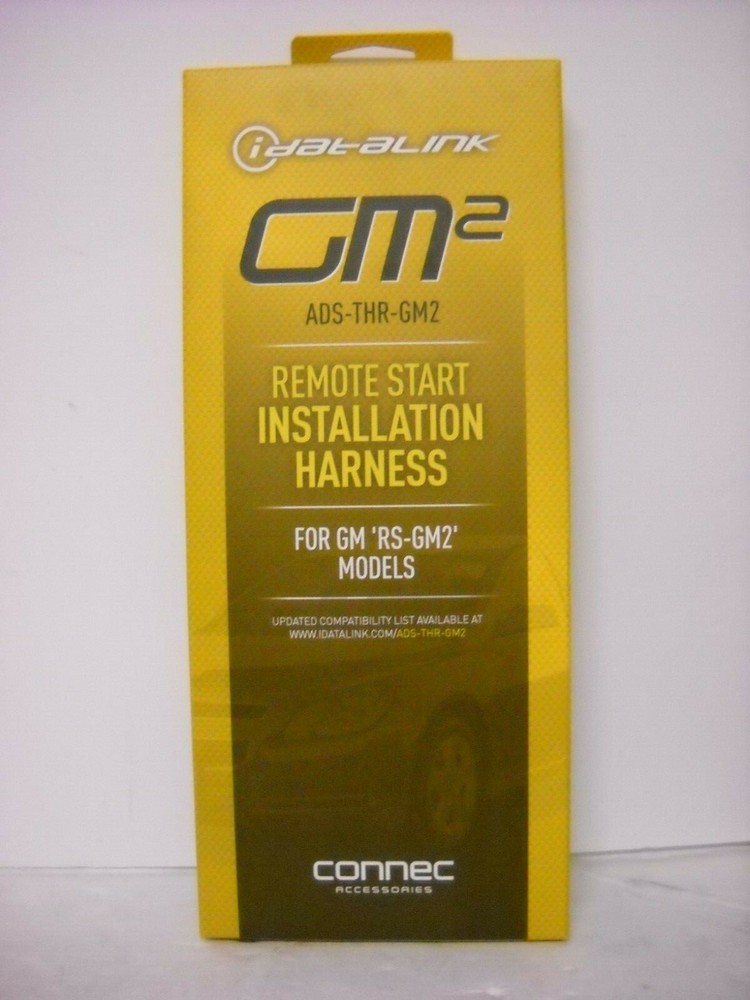 idatalink
GM2
ADS-THR-GM2
REMOTE START
INSTALLATION
HARNESS
FOR GM 'RS-GM2'
MODELS
UPDATED COMPATIBILITY LIST AVAILABLE AT
WWW.IDATALINK.COM/ADS-THR-GM2
connec
ACCESSORIES